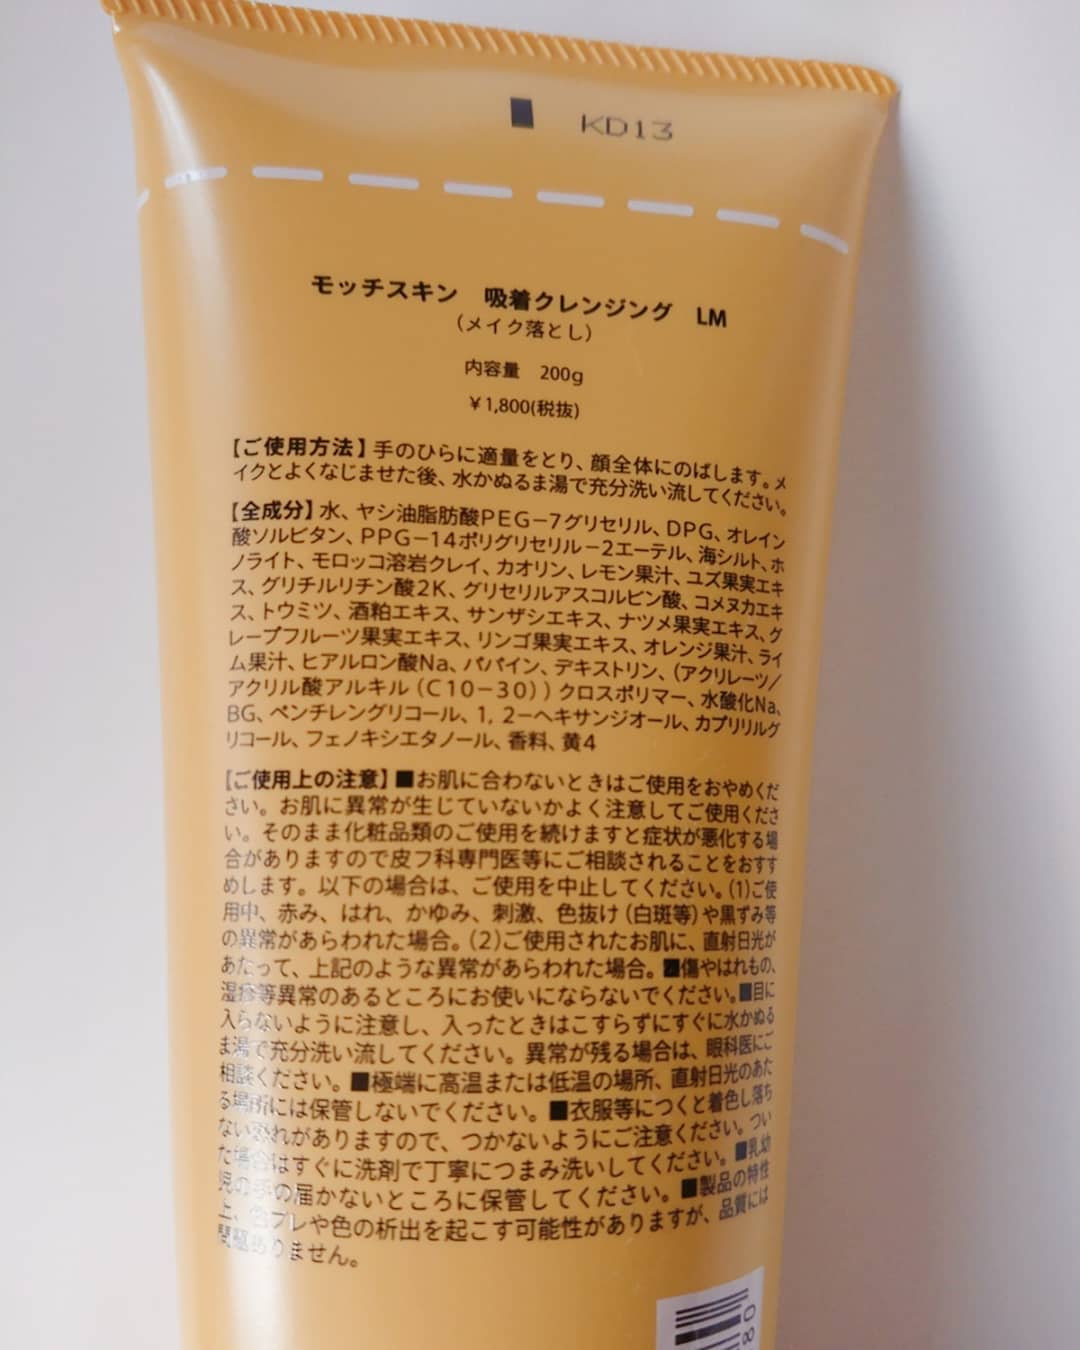 KD13
モッチスキン　吸着クレンジング　LM
（メイク落とし）
内容量　200g
￥1,800(税抜)
【ご使用方法】手のひらに適量をとり、顔全体にのばします。メ
イクとよくなじませた後、水かぬるま湯で充分洗い流してください。
【全成分】水、ヤシ油脂肪酸PEG－7グリセリル、DPG、オレイン
酸ソルビタン、PPG－14ポリグリセリル－2エーテル、海シルト、ホ
ノライト、モロッコ溶岩クレイ、カオリン、レモン果汁、ユズ果実エキ
ス、グリチルリチン酸2K、グリセリルアスコルビン酸、コメヌカエキ
ス、トウミツ、酒粕エキス、サンザシエキス、ナツメ果実エキス、グ
レープフルーツ果実エキス、リンゴ果実エキス、オレンジ果汁、ライ
ム果汁、ヒアルロン酸Na、パパイン、デキストリン、（アクリレーツ／
アクリル酸アルキル（C10－30））クロスポリマー、水酸化Na、
BG、ペンチレングリコール、1，2－ヘキサンジオール、カプリリルグ
リコール、フェノキシエタノール、香料、黄4
【ご使用上の注意】■お肌に合わないときはご使用をおやめくだ
さい。お肌に異常が生じていないかよく注意してご使用くださ
い。そのまま化粧品類のご使用を続けますと症状が悪化する場
合がありますので皮フ科専門医等にご相談されることをおすす
めします。以下の場合は、ご使用を中止してください。(1)ご使
用中、赤み、はれ、かゆみ、刺激、色抜け（白斑等）や黒ずみ等
の異常があらわれた場合。(2)ご使用されたお肌に、直射日光が
あたって、上記のような異常があらわれた場合。■傷やはれもの、
湿疹等異常のあるところにお使いにならないでください。■目に
入らないように注意し、入ったときはこすらずにすぐに水かぬる
ま湯で充分洗い流してください。異常が残る場合は、眼科医にご
相談ください。■極端に高温または低温の場所、直射日光のあた
る場所には保管しないでください。■衣服等につくと着色し落ち
ない恐れがありますので、つかないようにご注意ください。つい
た場合はすぐに洗剤で丁寧につまみ洗いしてください。■乳幼
児の手の届かないところに保管してください。■製品の特性
上、色ブレや色の析出を起こす可能性がありますが、品質には
問題ありません。
08